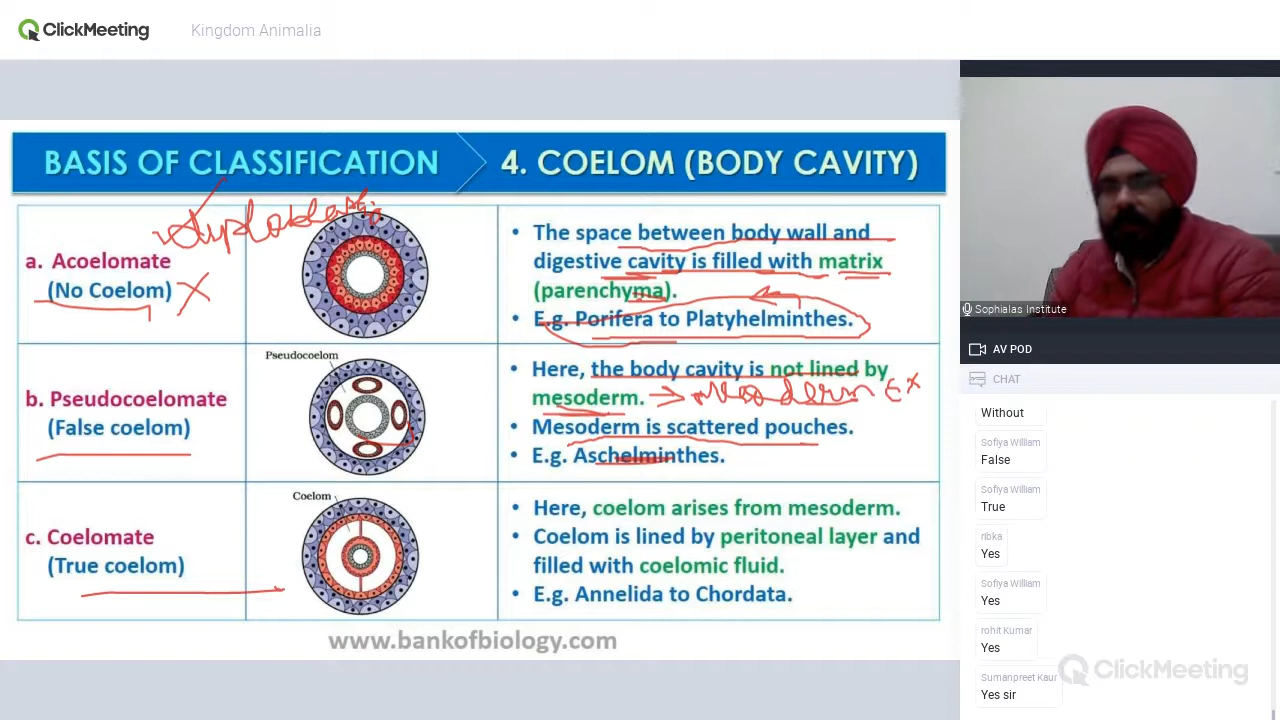 ClickMeeting
Kingdom Animalia
BASIS OF CLASSIFICATION
4. COELOM (BODY CAVITY)
a. Acoelomate
(No Coelom)
• The space between body wall and
digestive cavity is filled with matrix
(parenchyma).
• E.g. Porifera to Platyhelminthes.
b. Pseudocoelomate
(False coelom)
Pseudocoelom
• Here, the body cavity is not lined by
mesoderm.
• Mesoderm is scattered pouches.
• E.g. Aschelminthes.
c. Coelomate
(True coelom)
Coelom
• Here, coelom arises from mesoderm.
• Coelom is lined by peritoneal layer and
filled with coelomic fluid.
• E.g. Annelida to Chordata.
www.bankofbiology.com
Sophialas Institute
AV POD
CHAT
Without
Sofiya William
False
Sofiya William
True
ribka
Yes
Sofiya William
Yes
rohit Kumar
Yes
Sumanpreet Kaur
Yes sir
ClickMeeting